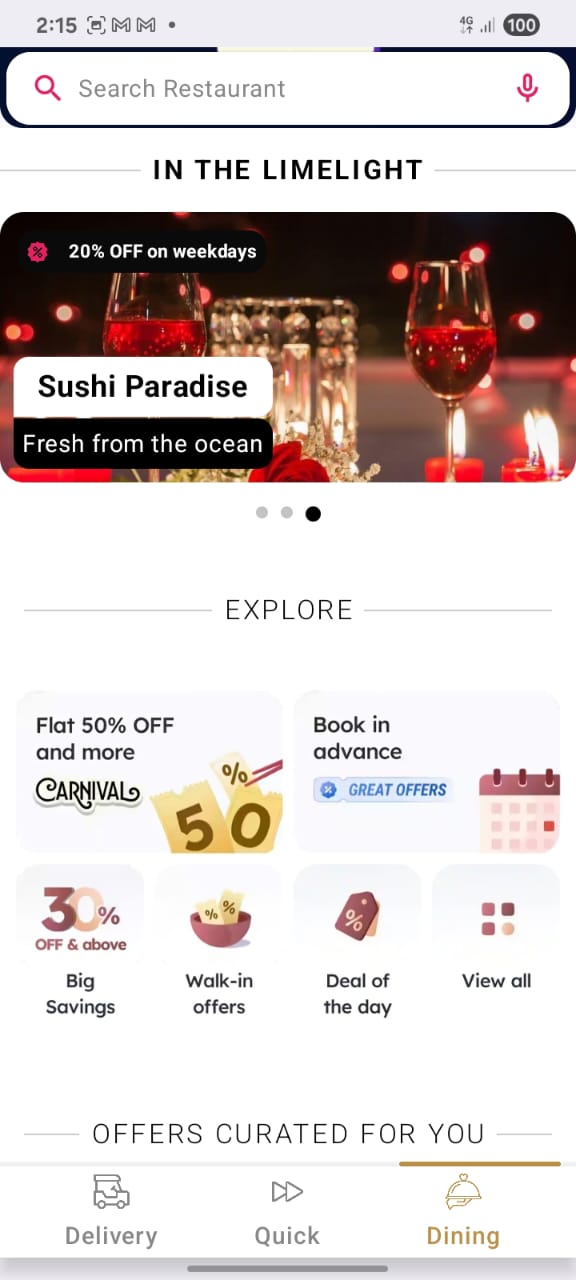 2:15
4G
100
Search Restaurant
IN THE LIMELIGHT
20% OFF on weekdays
Sushi Paradise
Fresh from the ocean
EXPLORE
Flat 50% OFF
and more
CARNIVAL
%
50
Book in
advance
GREAT OFFERS
30%
OFF & above
Big
Savings
% %
Walk-in
offers
%
Deal of
the day
View all
OFFERS CURATED FOR YOU
Delivery
Quick
Dining